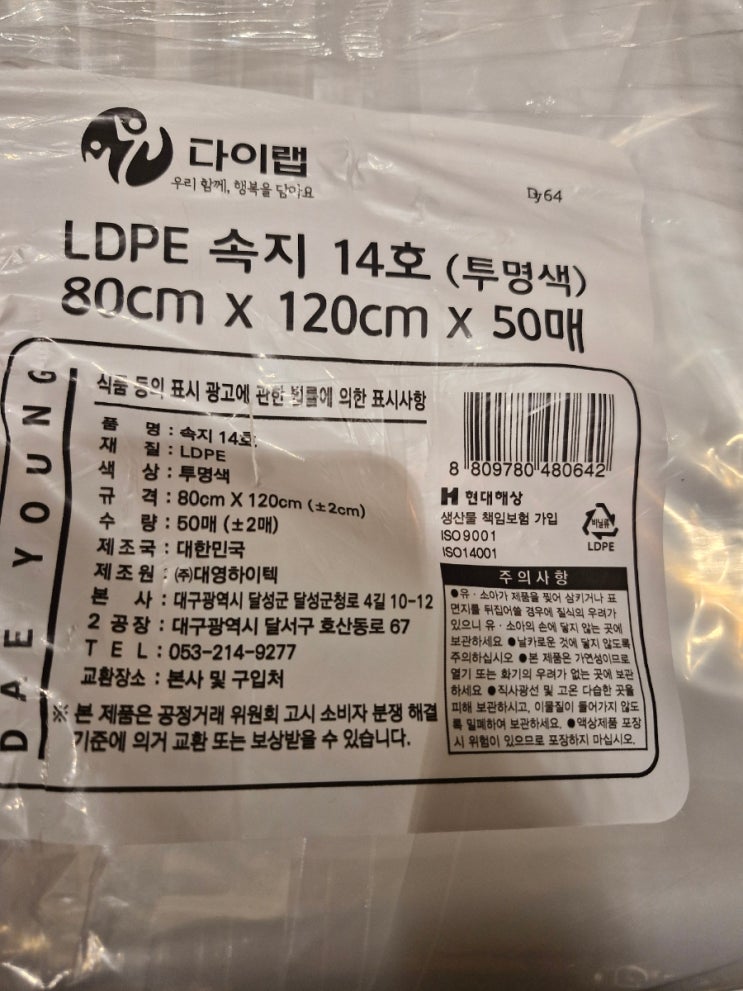 다이랩
우리 함께, 행복을 담아요
Dy64
LDPE 속지 14호 (투명색)
80cm X 120cm X 50매
DAE YOUNG
식품 등의 표시 광고에 관한 법률에 의한 표시사항
품 명 : 속지 14호
재 질 : LDPE
색 상 : 투명색
규 격 : 80cm X 120cm (±2cm)
수 량 : 50매 (±2매)
제조국 : 대한민국
제조원 : ㈜대영하이텍
본 사 : 대구광역시 달성군 달성군청로 4길 10-12
2 공장 : 대구광역시 달서구 호산동로 67
T E L : 053-214-9277
교환장소 : 본사 및 구입처
※ 본 제품은 공정거래 위원회 고시 소비자 분쟁 해결
기준에 의거 교환 또는 보상받을 수 있습니다.
8 809780 480642
현대해상
생산물 책임보험 가입
ISO9001
ISO14001
비닐류
LDPE
주의사항
●유·소아가 제품을 찢어 삼키거나 표
면지를 뒤집어쓸 경우에 질식의 우려가
있으니 유·소아의 손에 닿지 않는 곳에
보관하세요 ●날카로운 것에 닿지 않도록
주의하십시오 ●본 제품은 가연성이므로
열기 또는 화기의 우려가 없는 곳에 보관
하세요 ●직사광선 및 고온 다습한 곳을
피해 보관하시고, 이물질이 들어가지 않도
록 밀폐하여 보관하세요. ●액상제품 포장
시 위험이 있으므로 포장하지 마십시오.